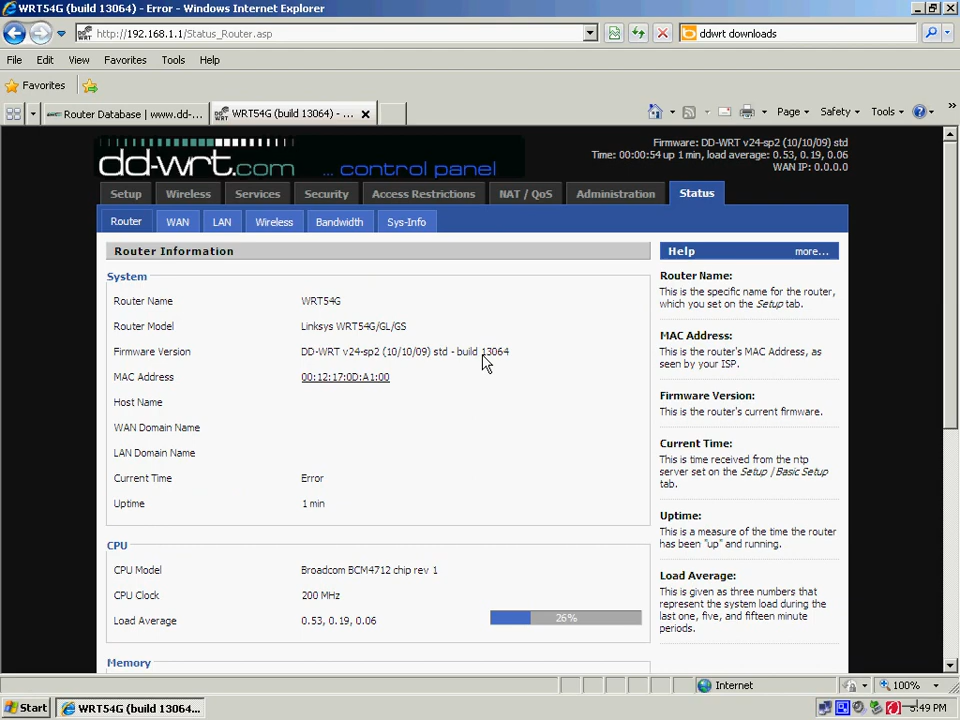 WRT54G (build 13064) - Error - Windows Internet Explorer
http://192.168.1.1/Status_Router.asp
ddwrt downloads
File Edit View Favorites Tools Help
Favorites
Router Database | www.dd-...
WRT54G (build 13064) - ...
Page Safety Tools
dd-wrt.com ... control panel
Firmware: DD-WRT v24-sp2 (10/10/09) std
Time: 00:00:54 up 1 min, load average: 0.53, 0.19, 0.06
WAN IP: 0.0.0.0
Setup Wireless Services Security Access Restrictions NAT / QoS Administration Status
Router WAN LAN Wireless Bandwidth Sys-Info
Router Information
System
Router Name WRT54G
Router Model Linksys WRT54G/GL/GS
Firmware Version DD-WRT v24-sp2 (10/10/09) std - build 13064
MAC Address 00:12:17:0D:A1:00
Host Name
WAN Domain Name
LAN Domain Name
Current Time Error
Uptime 1 min
CPU
CPU Model Broadcom BCM4712 chip rev 1
CPU Clock 200 MHz
Load Average 0.53, 0.19, 0.06 26%
Memory
Help more...
Router Name:
This is the specific name for the router,
which you set on the Setup tab.
MAC Address:
This is the router's MAC Address, as
seen by your ISP.
Firmware Version:
This is the router's current firmware.
Current Time:
This is time received from the ntp
server set on the Setup / Basic Setup
tab.
Uptime:
This is a measure of the time the router
has been "up" and running.
Load Average:
This is given as three numbers that
represent the system load during the
last one, five, and fifteen minute
periods.
Internet 100%
Start WRT54G (build 13064... 5:49 PM